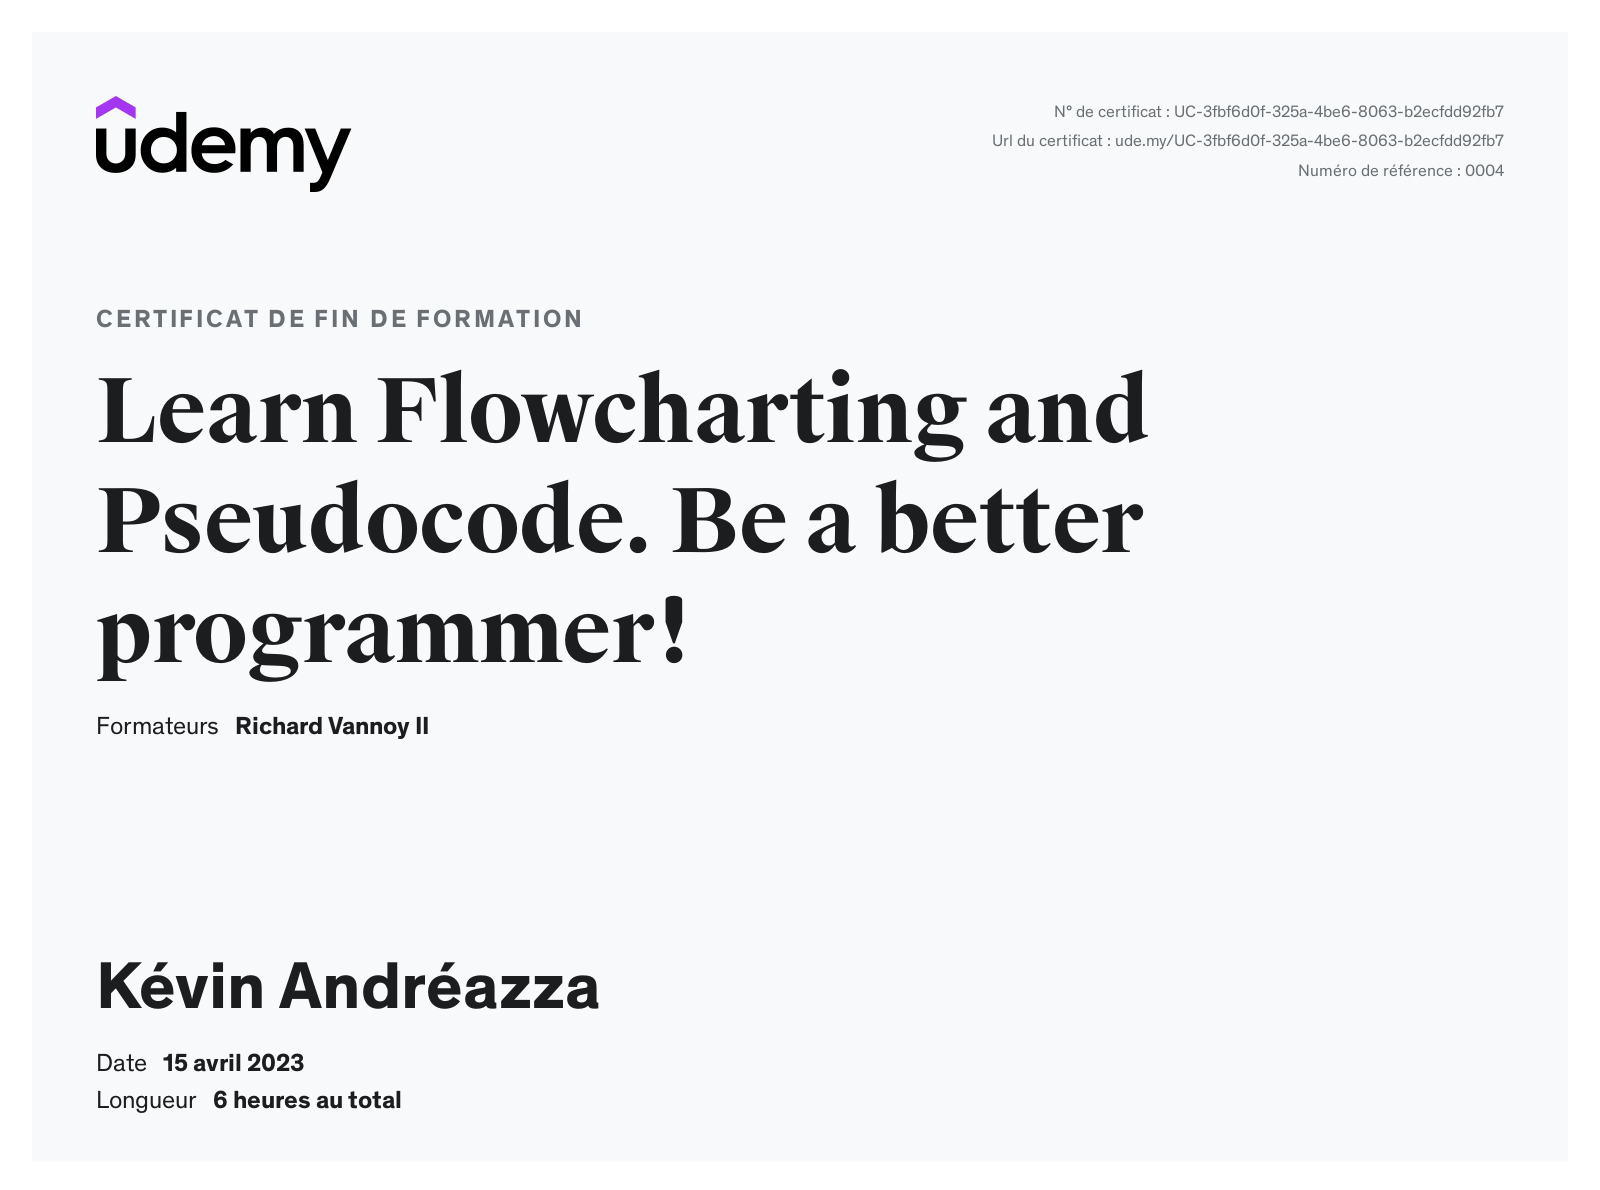 udemy
N° de certificat : UC-3fbf6d0f-325a-4be6-8063-b2ecfdd92fb7
Url du certificat : ude.my/UC-3fbf6d0f-325a-4be6-8063-b2ecfdd92fb7
Numéro de référence : 0004
CERTIFICAT DE FIN DE FORMATION
Learn Flowcharting and
Pseudocode. Be a better
programmer!
Formateurs Richard Vannoy II
Kévin Andréazza
Date 15 avril 2023
Longueur 6 heures au total